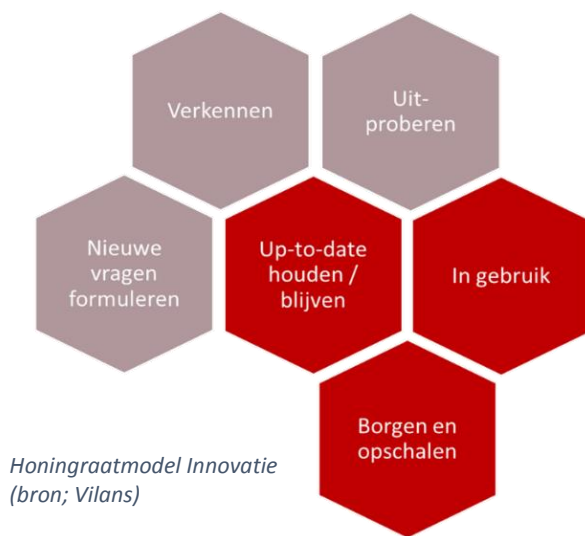 Verkennen
Uit-
proberen
Nieuwe
vragen
formuleren
Up-to-date
houden /
blijven
In gebruik
Borgen en
opschalen
Honingraatmodel Innovatie
(bron; Vilans)